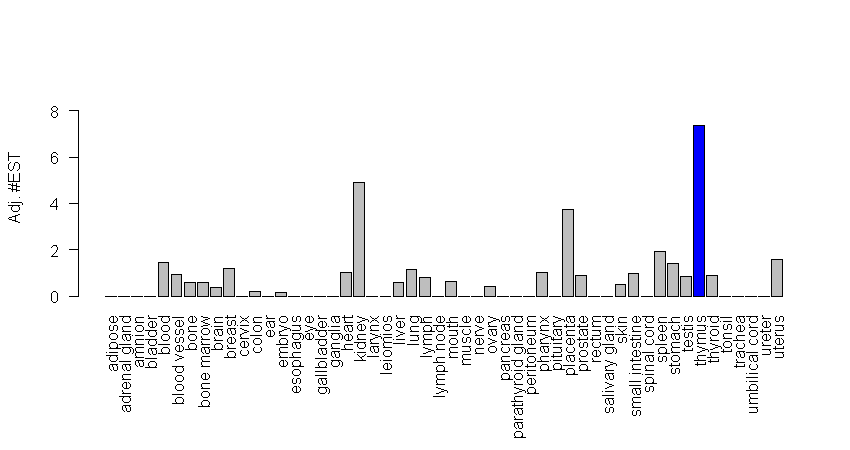 Adj. #EST
8
6
4
2
0
adipose
adrenal gland
amnion
bladder
blood
blood vessel
bone
bone marrow
brain
breast
cervix
colon
ear
embryo
esophagus
eye
gallbladder
ganglia
heart
kidney
larynx
leiomios
liver
lung
lymph
lymph node
mouth
muscle
nerve
ovary
pancreas
parathyroid gland
peritoneum
pharynx
pituitary
placenta
prostate
rectum
salivary gland
skin
small intestine
spinal cord
spleen
stomach
testis
thymus
thyroid
tonsil
trachea
umbilical cord
ureter
uterus